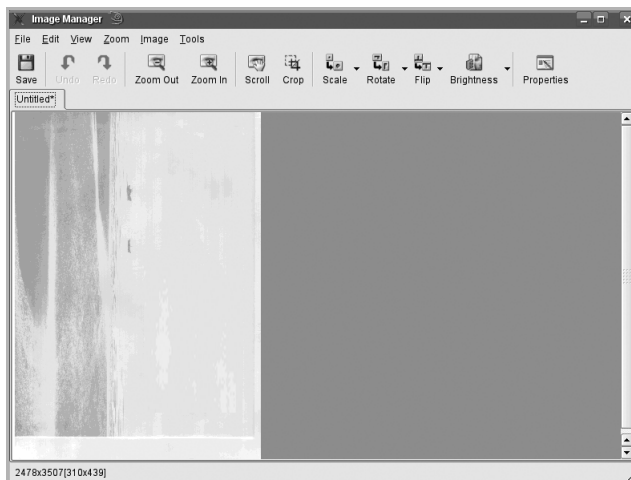 Image Manager
File Edit View Zoom Image Tools
Save Undo Redo Zoom Out Zoom In Scroll Crop Scale Rotate Flip Brightness Properties
Untitled*
2478x3507[310x439]